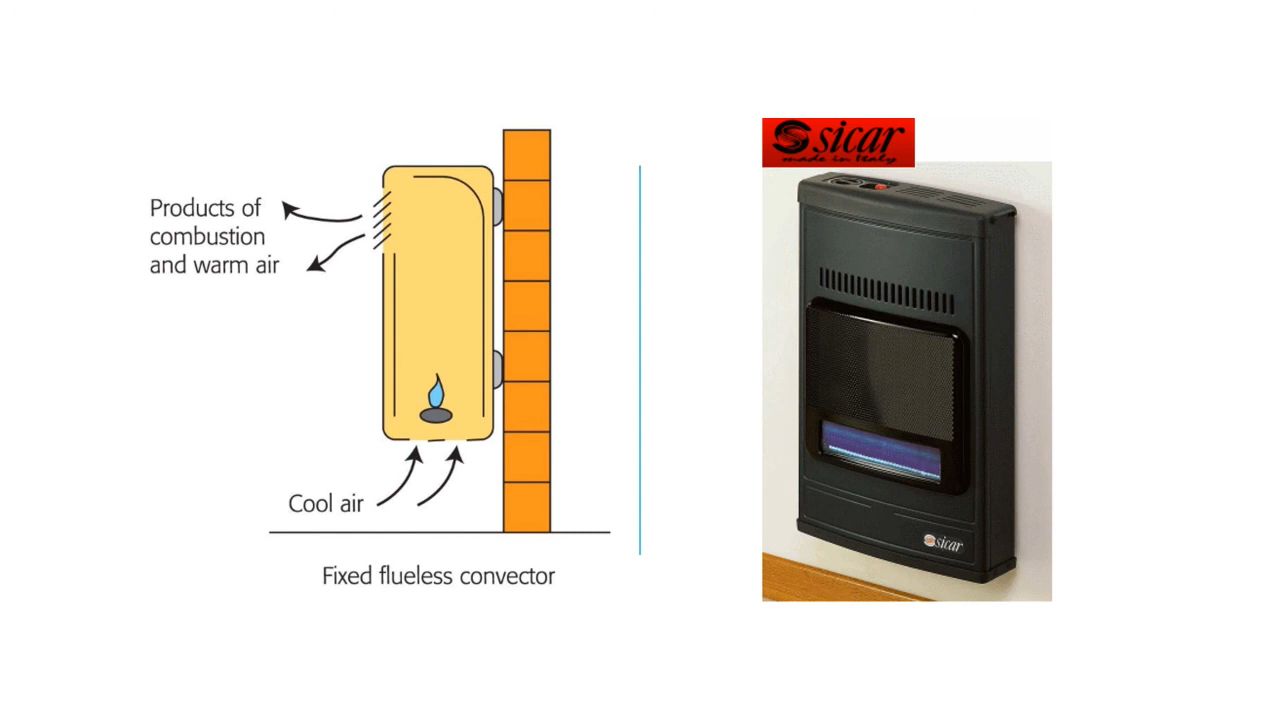 Products of
combustion
and warm air
Cool air
Fixed flueless convector
sicar
made in Italy
sicar